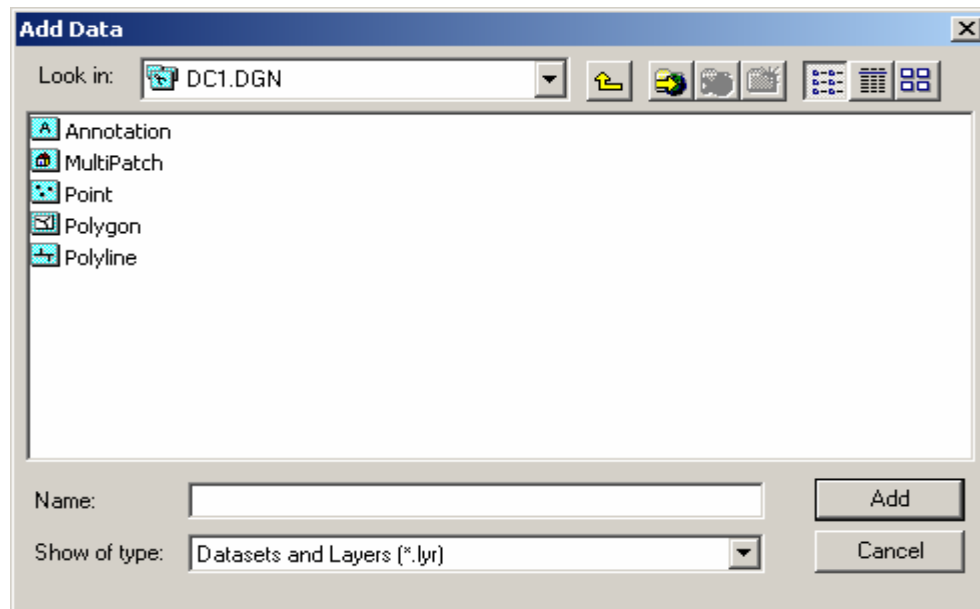 Add Data
Look in: DC1.DGN
Annotation
MultiPatch
Point
Polygon
Polyline
Name: Add
Show of type: Datasets and Layers (*.lyr) Cancel